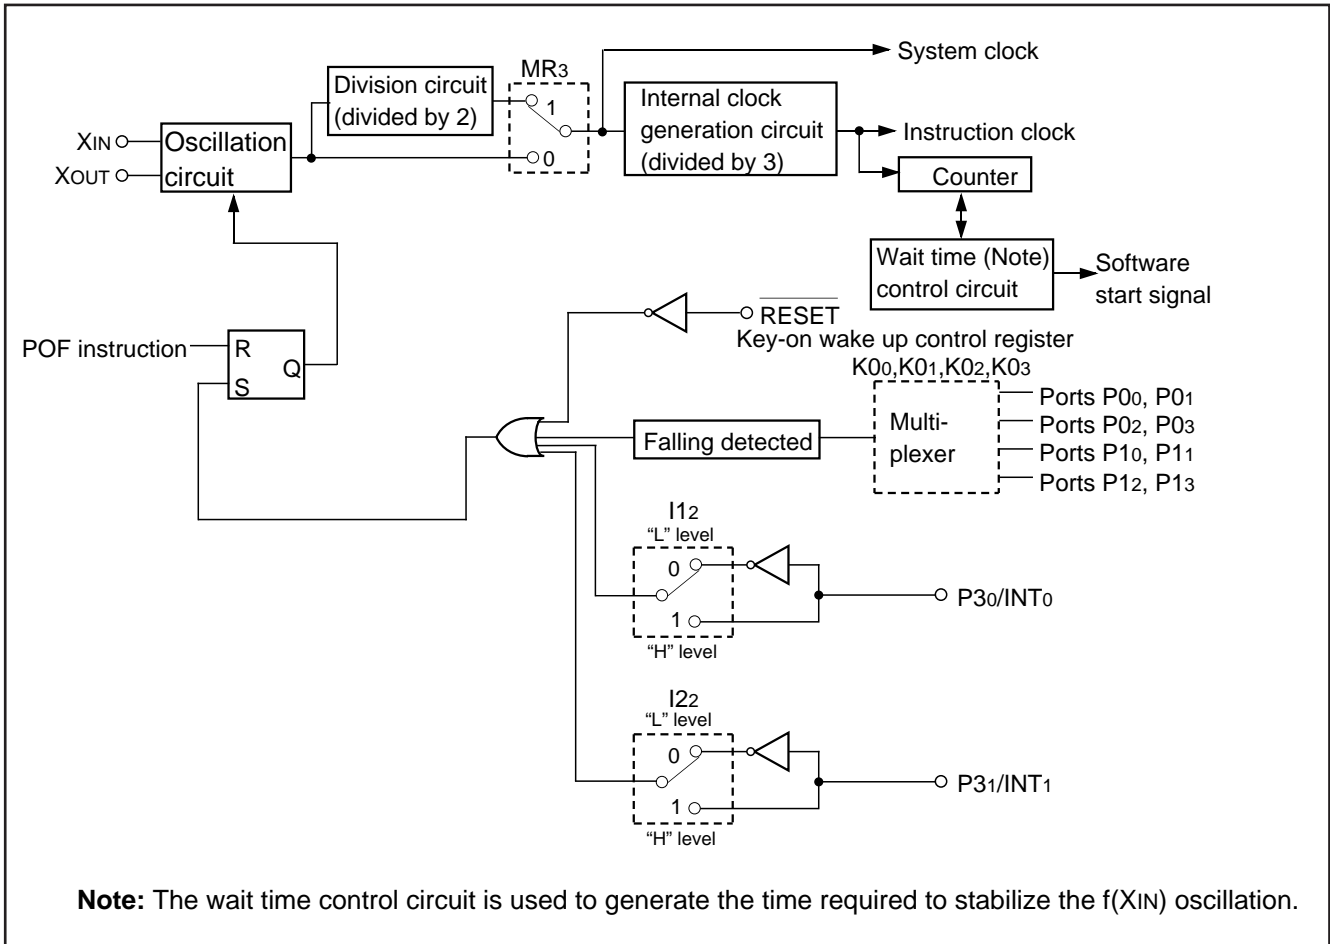 System clock
MR3
Division circuit
(divided by 2)
1
0
Internal clock
generation circuit
(divided by 3)
Instruction clock
XIN
XOUT
Oscillation
circuit
Counter
Wait time (Note)
control circuit
Software
start signal
RESET
Key-on wake up control register
K00,K01,K02,K03
POF instruction
R
S
Q
Falling detected
Multi-
plexer
Ports P00, P01
Ports P02, P03
Ports P10, P11
Ports P12, P13
I12
“L” level
0
1
“H” level
P30/INT0
I22
“L” level
0
1
“H” level
P31/INT1
Note: The wait time control circuit is used to generate the time required to stabilize the f(XIN) oscillation.